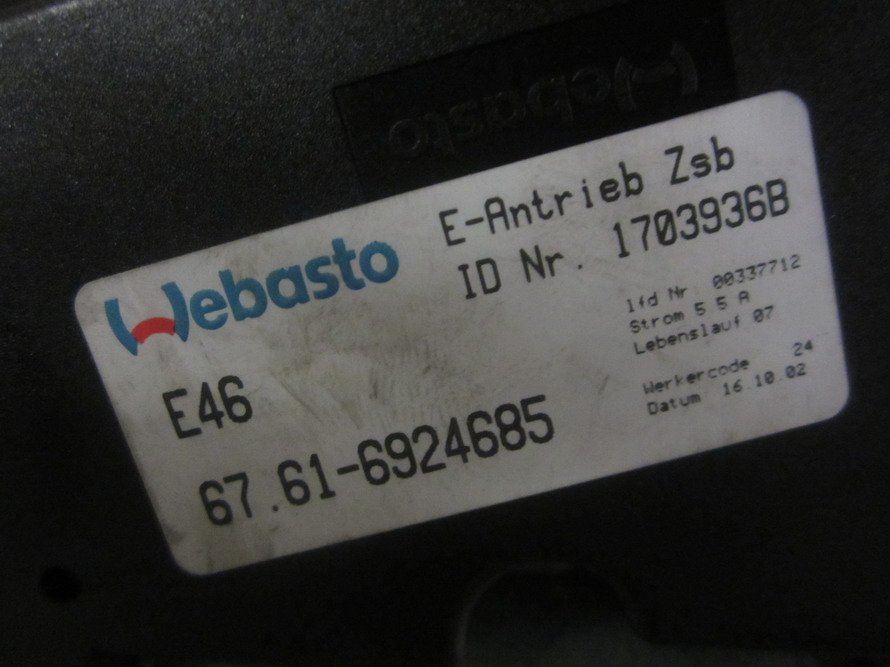 Webasto
Webasto
E-Antrieb Zsb
ID Nr. 1703936B
lfd Nr 00337712
Strom 5 5 A
Lebenslauf 07
Werkercode 24
Datum 16.10.02
E46
67.61-6924685